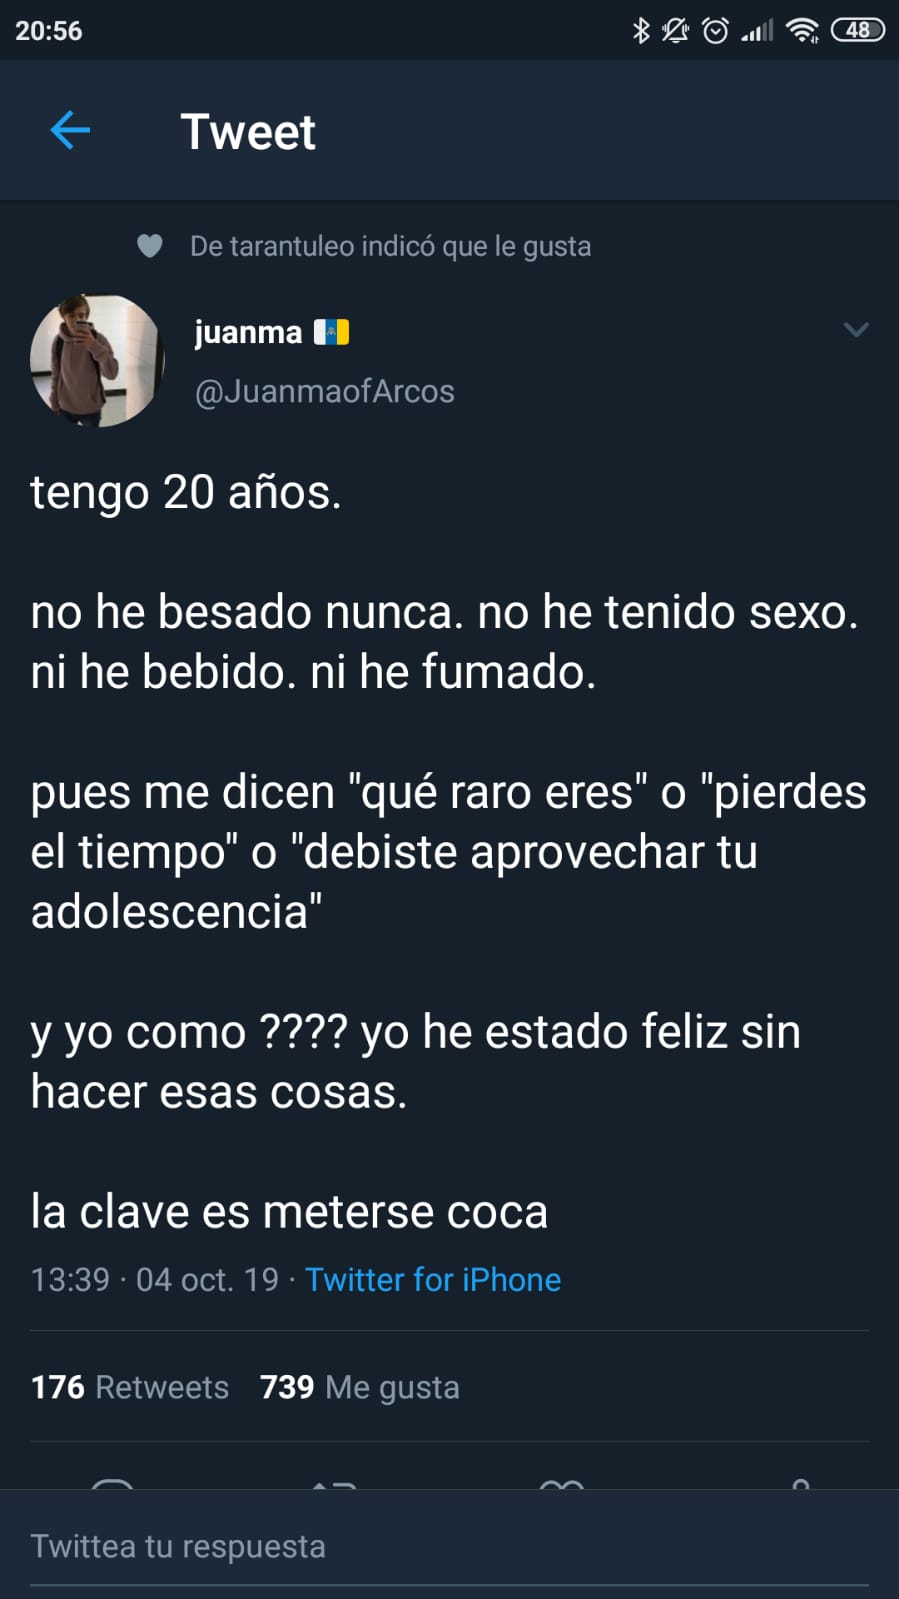 20:56
48
Tweet
De tarantuleo indicó que le gusta
juanma
@JuanmaofArcos
tengo 20 años.
no he besado nunca. no he tenido sexo.
ni he bebido. ni he fumado.
pues me dicen "qué raro eres" o "pierdes
el tiempo" o "debiste aprovechar tu
adolescencia"
y yo como ???? yo he estado feliz sin
hacer esas cosas.
la clave es meterse coca
13:39 · 04 oct. 19 · Twitter for iPhone
176 Retweets 739 Me gusta
Twittea tu respuesta